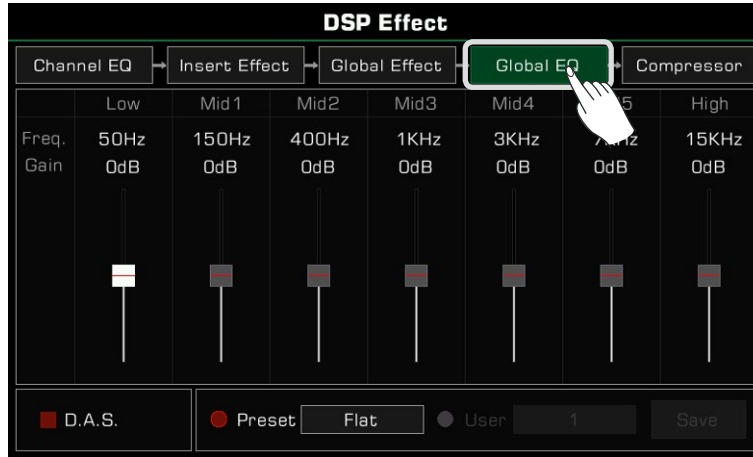 DSP Effect
Channel EQ Insert Effect Global Effect Global EQ Compressor
Low Mid1 Mid2 Mid3 Mid4 High
Freq. 50Hz 150Hz 400Hz 1KHz 3KHz 15KHz
Gain 0dB 0dB 0dB 0dB 0dB 0dB 0dB
D.A.S. Preset Flat User 1 Save